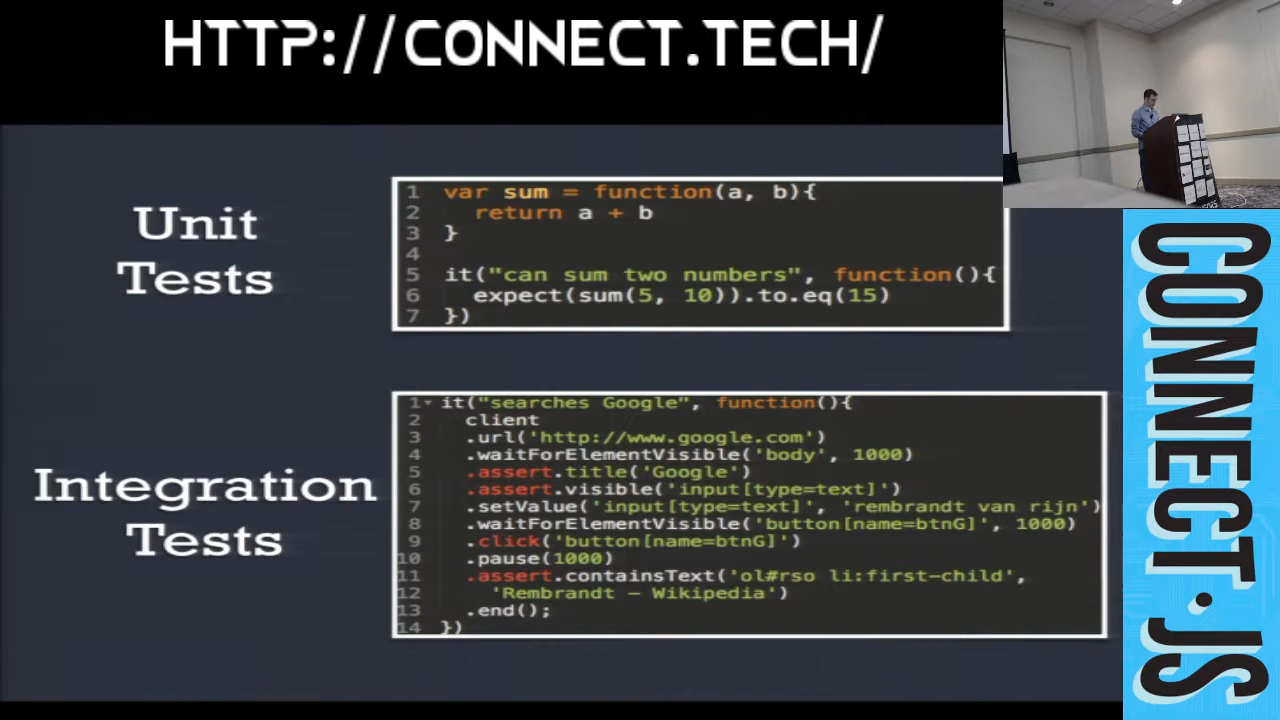 HTTP://CONNECT.TECH/
Unit
Tests
1 var sum = function(a, b){
2 return a + b
3 }
4
5 it("can sum two numbers", function(){
6 expect(sum(5, 10)).to.eq(15)
7 })
Integration
Tests
1 it("searches Google", function(){
2 client
3 .url('http://www.google.com')
4 .waitForElementVisible('body', 1000)
5 .assert.title('Google')
6 .assert.visible('input[type=text]')
7 .setValue('input[type=text]', 'rembrandt van rijn')
8 .waitForElementVisible('button[name=btnG]', 1000)
9 .click('button[name=btnG]')
10 .pause(1000)
11 .assert.containsText('ol#rso li:first-child',
12 'Rembrandt – Wikipedia')
13 .end();
14 })
CONNECT.JS